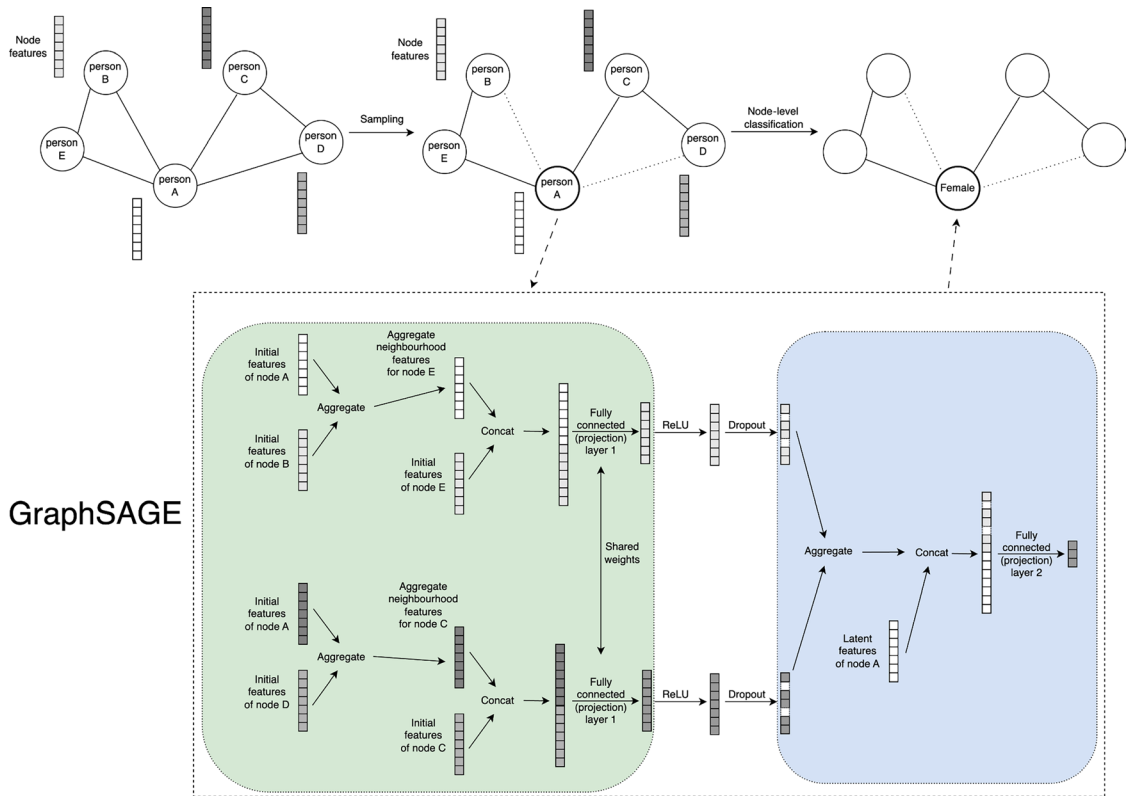 Node
features
person
B
person
C
person
E
person
D
person
A
Sampling
Node
features
person
B
person
C
person
E
person
D
person
A
Node-level
classification
Female
GraphSAGE
Initial
features
of node A
Initial
features
of node B
Aggregate
Aggregate
neighbourhood
features
for node E
Initial
features
of node E
Concat
Fully
connected
(projection)
layer 1
ReLU
Dropout
Shared
weights
Initial
features
of node A
Initial
features
of node D
Aggregate
Aggregate
neighbourhood
features
for node C
Initial
features
of node C
Concat
Fully
connected
(projection)
layer 1
ReLU
Dropout
Aggregate
Concat
Latent
features
of node A
Fully
connected
(projection)
layer 2